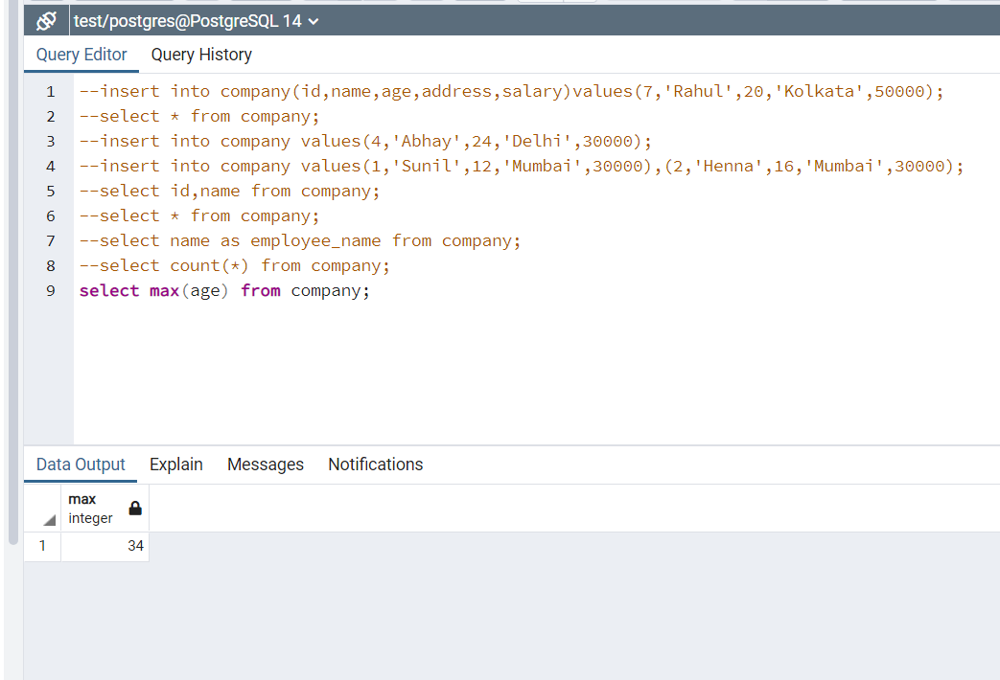 test/postgres@PostgreSQL 14
Query Editor Query History
1 --insert into company(id,name,age,address,salary)values(7,'Rahul',20,'Kolkata',50000);
2 --select * from company;
3 --insert into company values(4,'Abhay',24,'Delhi',30000);
4 --insert into company values(1,'Sunil',12,'Mumbai',30000),(2,'Henna',16,'Mumbai',30000);
5 --select id,name from company;
6 --select * from company;
7 --select name as employee_name from company;
8 --select count(*) from company;
9 select max(age) from company;
Data Output Explain Messages Notifications
max
integer
1 34